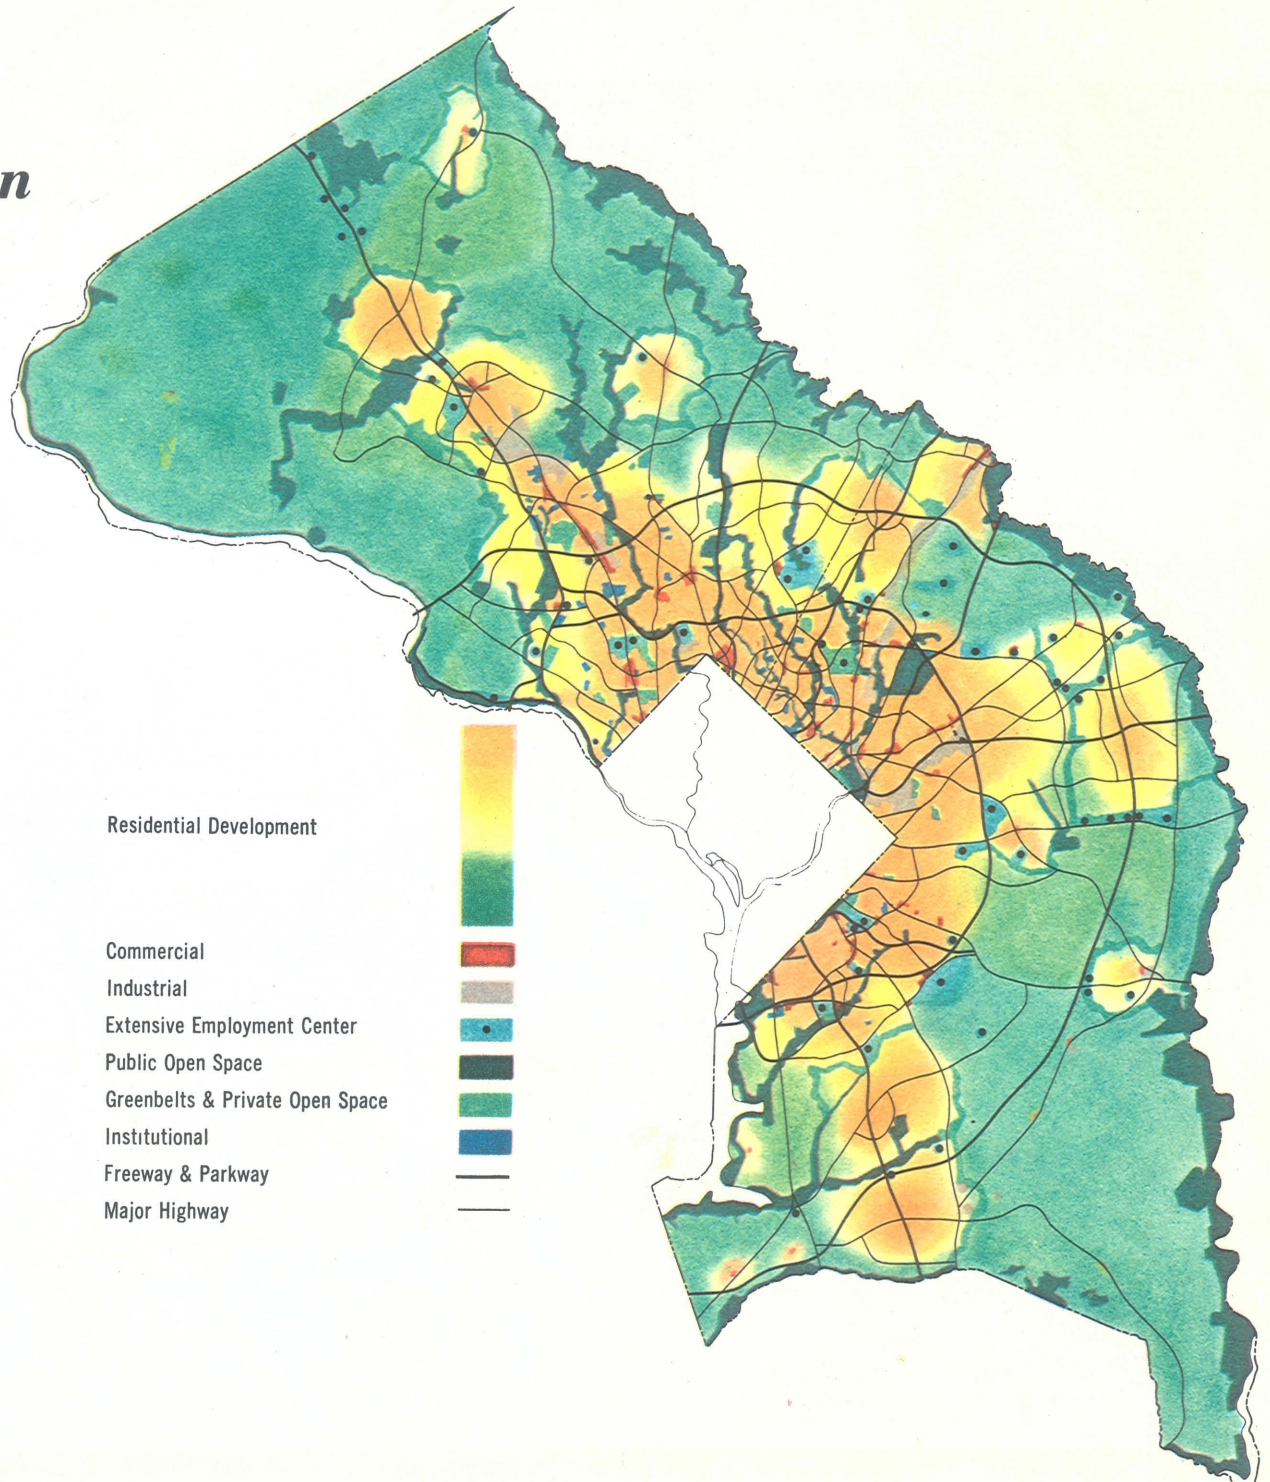 n
Residential Development
Commercial
Industrial
Extensive Employment Center
Public Open Space
Greenbelts & Private Open Space
Institutional
Freeway & Parkway
Major Highway